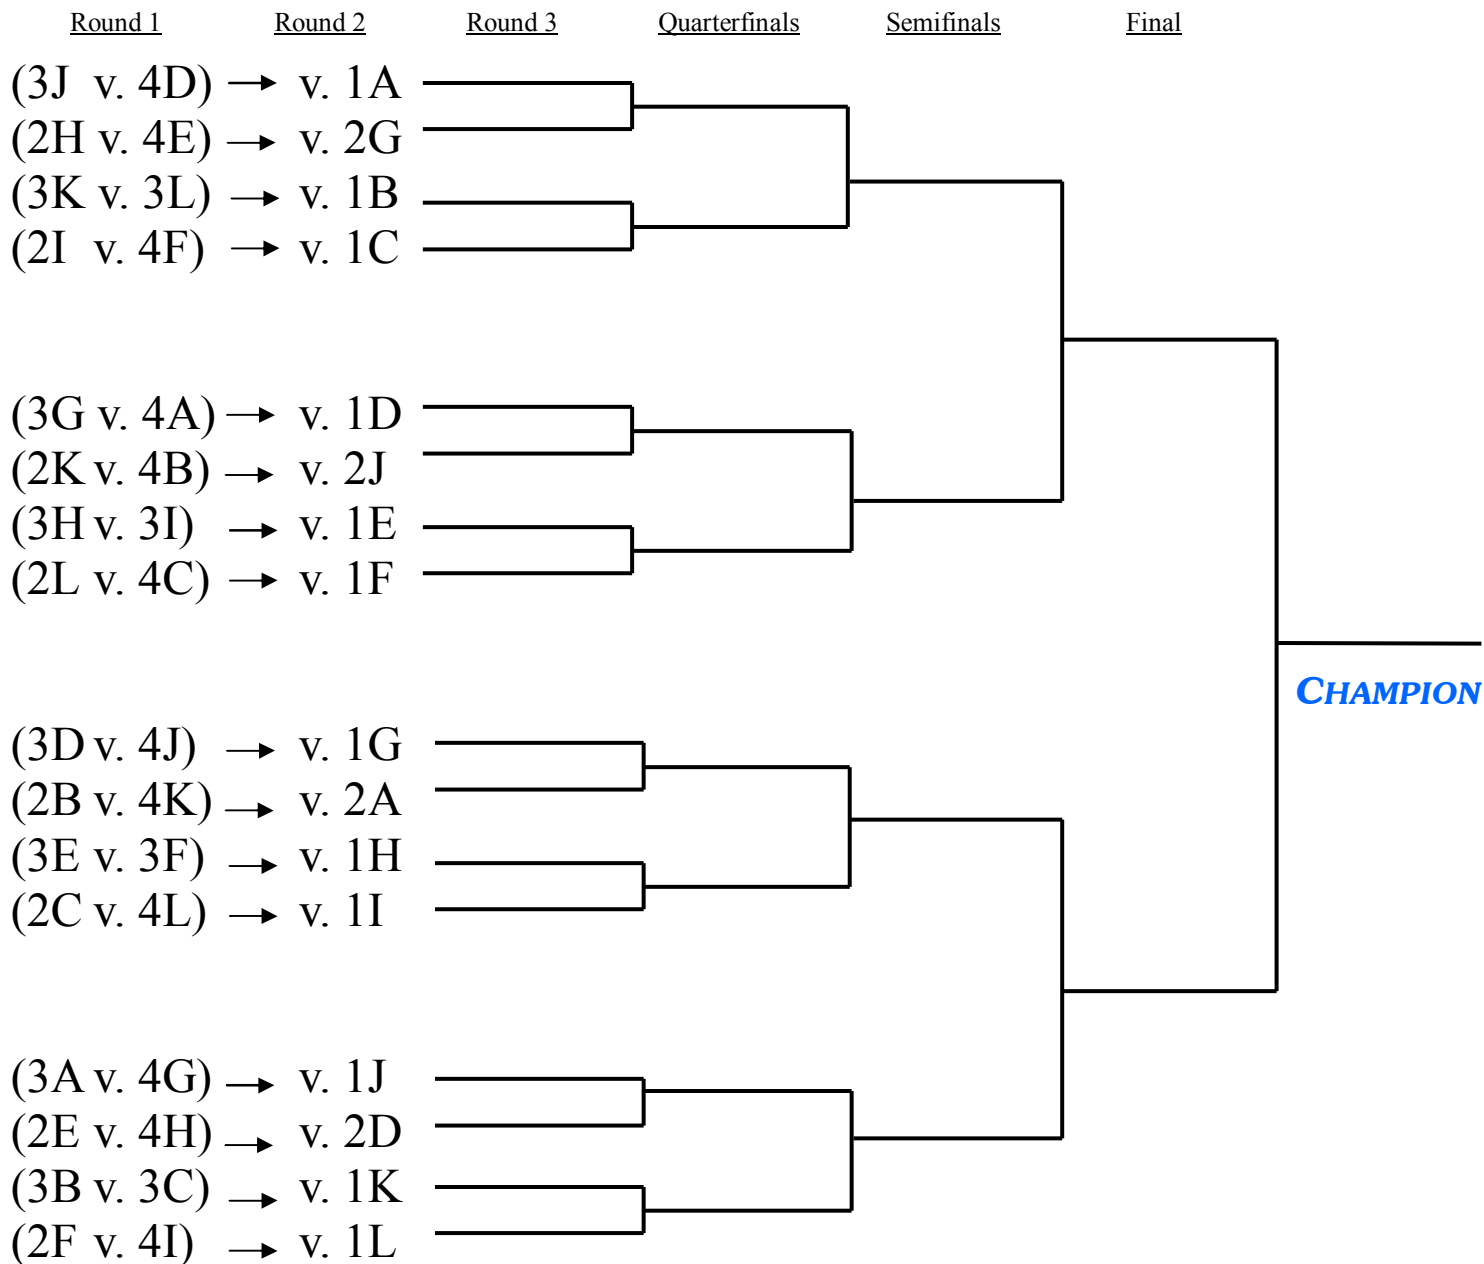 Round 1 Round 2 Round 3 Quarterfinals Semifinals Final
(3J v. 4D) → v. 1A
(2H v. 4E) → v. 2G
(3K v. 3L) → v. 1B
(2I v. 4F) → v. 1C
(3G v. 4A) → v. 1D
(2K v. 4B) → v. 2J
(3H v. 3I) → v. 1E
(2L v. 4C) → v. 1F
CHAMPION
(3D v. 4J) → v. 1G
(2B v. 4K) → v. 2A
(3E v. 3F) → v. 1H
(2C v. 4L) → v. 1I
(3A v. 4G) → v. 1J
(2E v. 4H) → v. 2D
(3B v. 3C) → v. 1K
(2F v. 4I) → v. 1L